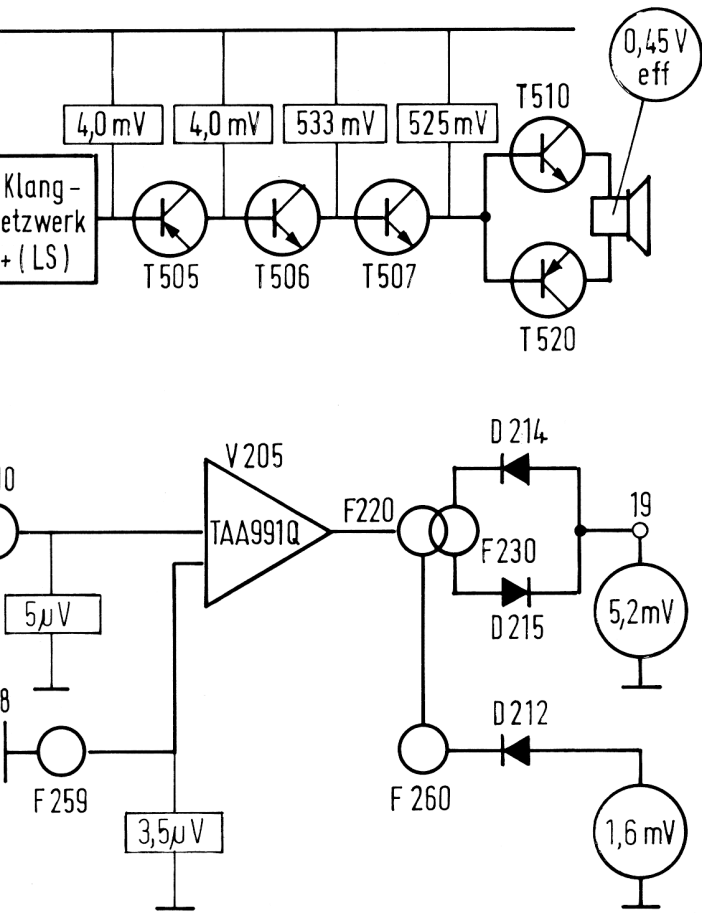 0,45 V
eff
T510
4,0 mV
4,0 mV
533 mV
525 mV
Klang-
etzwerk
+ (LS)
T505
T506
T507
T520
D 214
V 205
10
F220
19
TAA991Q
F230
5µV
D 215
5,2mV
8
D 212
F 259
F 260
3,5µV
1,6 mV